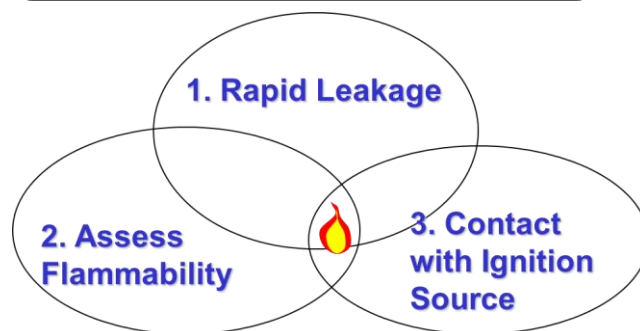 1. Rapid Leakage
2. Assess
Flammability
3. Contact
with Ignition
Source